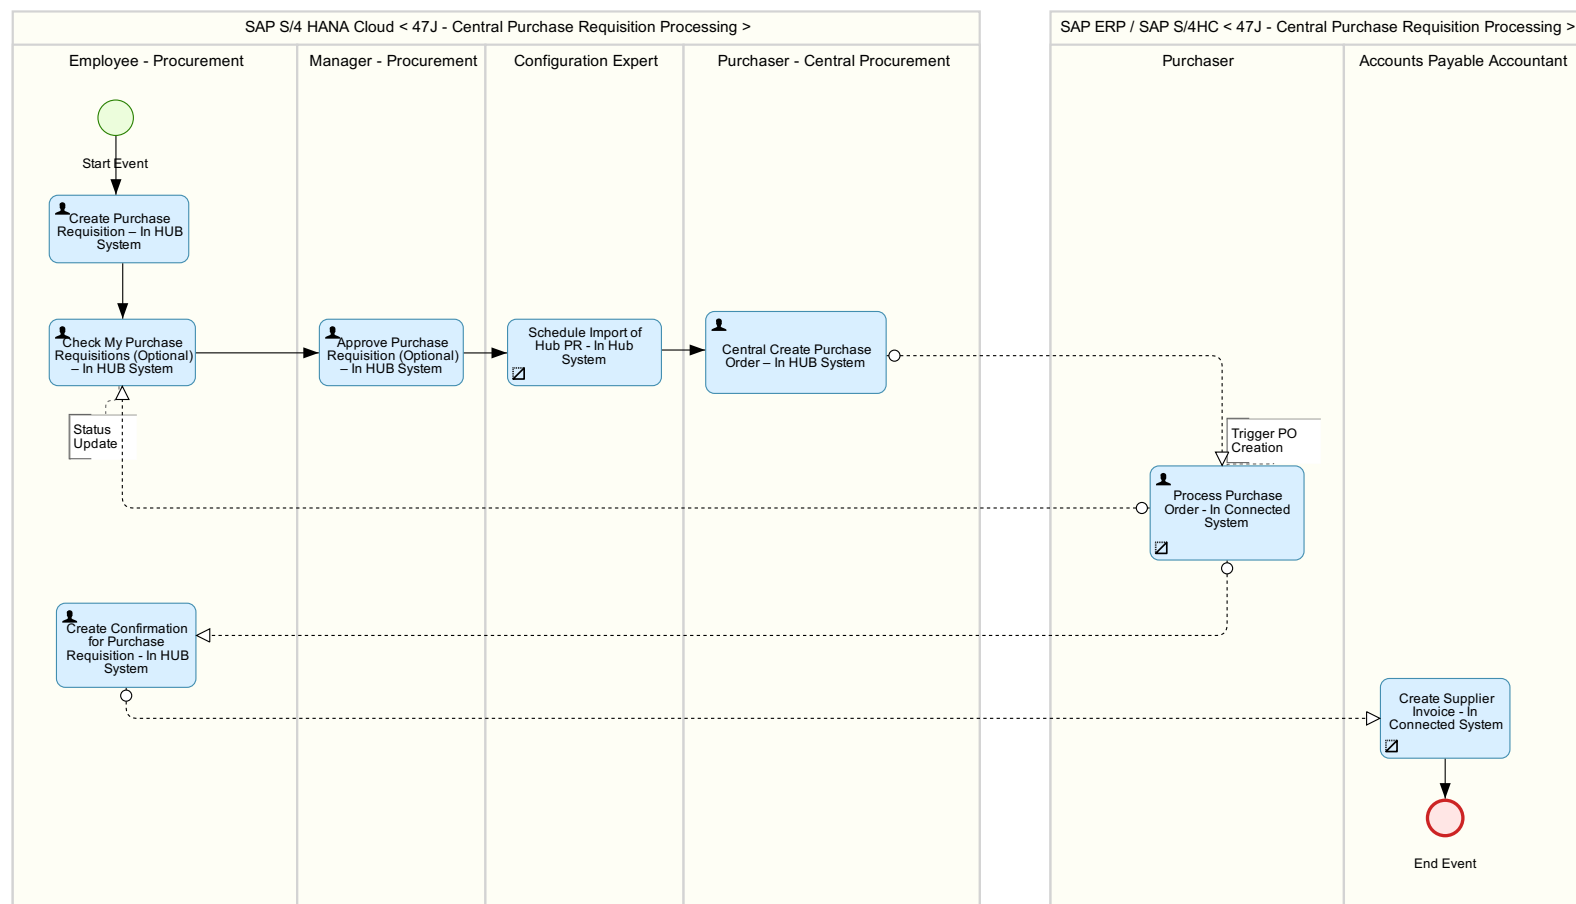 SAP S/4 HANA Cloud < 47J - Central Purchase Requisition Processing >
SAP ERP / SAP S/4HC < 47J - Central Purchase Requisition Processing >
Employee - Procurement
Manager - Procurement
Configuration Expert
Purchaser - Central Procurement
Purchaser
Accounts Payable Accountant
Start Event
Create Purchase
Requisition – In HUB
System
Check My Purchase
Requisitions (Optional)
– In HUB System
Approve Purchase
Requisition (Optional)
– In HUB System
Schedule Import of
Hub PR - In Hub
System
Central Create Purchase
Order – In HUB System
Status
Update
Trigger PO
Creation
Process Purchase
Order - In Connected
System
Create Confirmation
for Purchase
Requisition - In HUB
System
Create Supplier
Invoice - In
Connected System
End Event